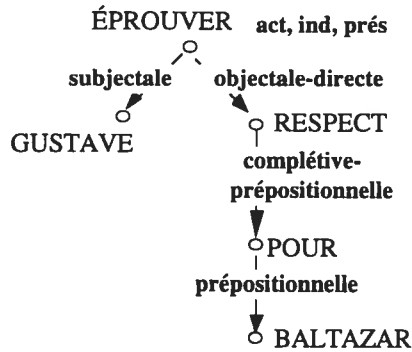 ÉPROUVER act, ind, prés
subjectale objectale-directe
GUSTAVE
RESPECT
complétive-
prépositionnelle
POUR
prépositionnelle
BALTAZAR